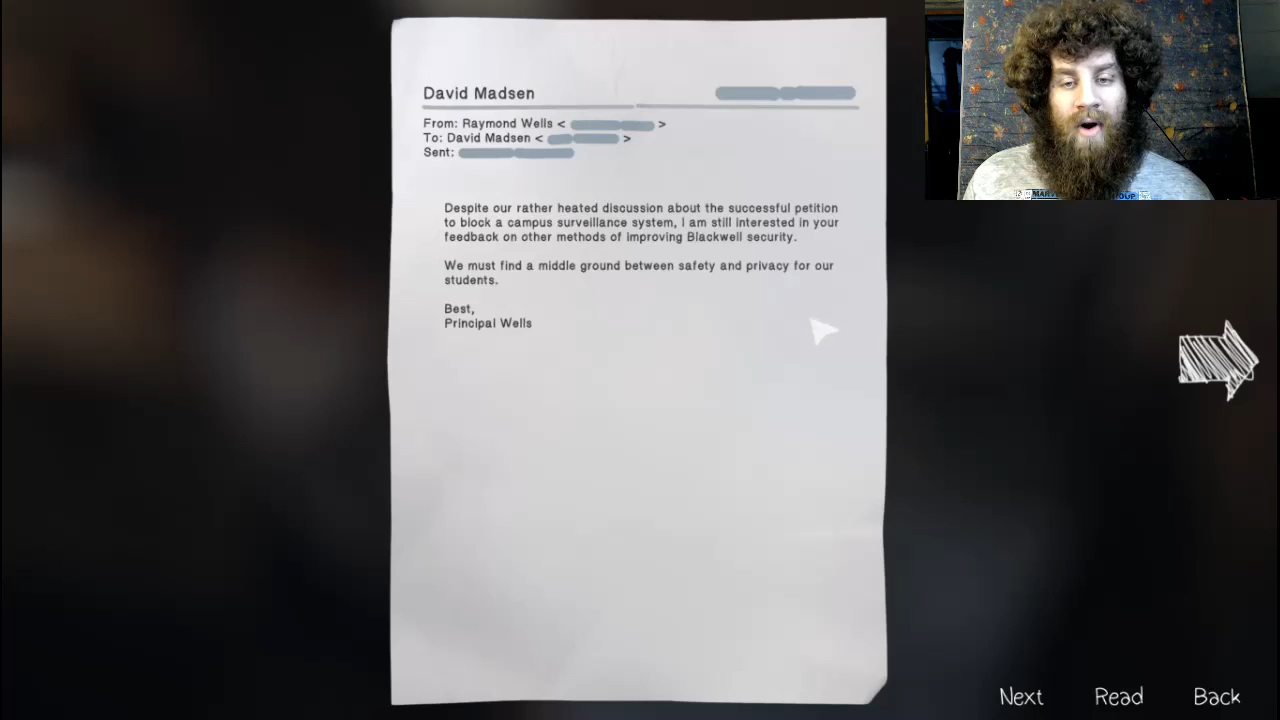 David Madsen
From: Raymond Wells < >
To: David Madsen < >
Sent:
Despite our rather heated discussion about the successful petition
to block a campus surveillance system, I am still interested in your
feedback on other methods of improving Blackwell security.
We must find a middle ground between safety and privacy for our
students.
Best,
Principal Wells
Next Read Back